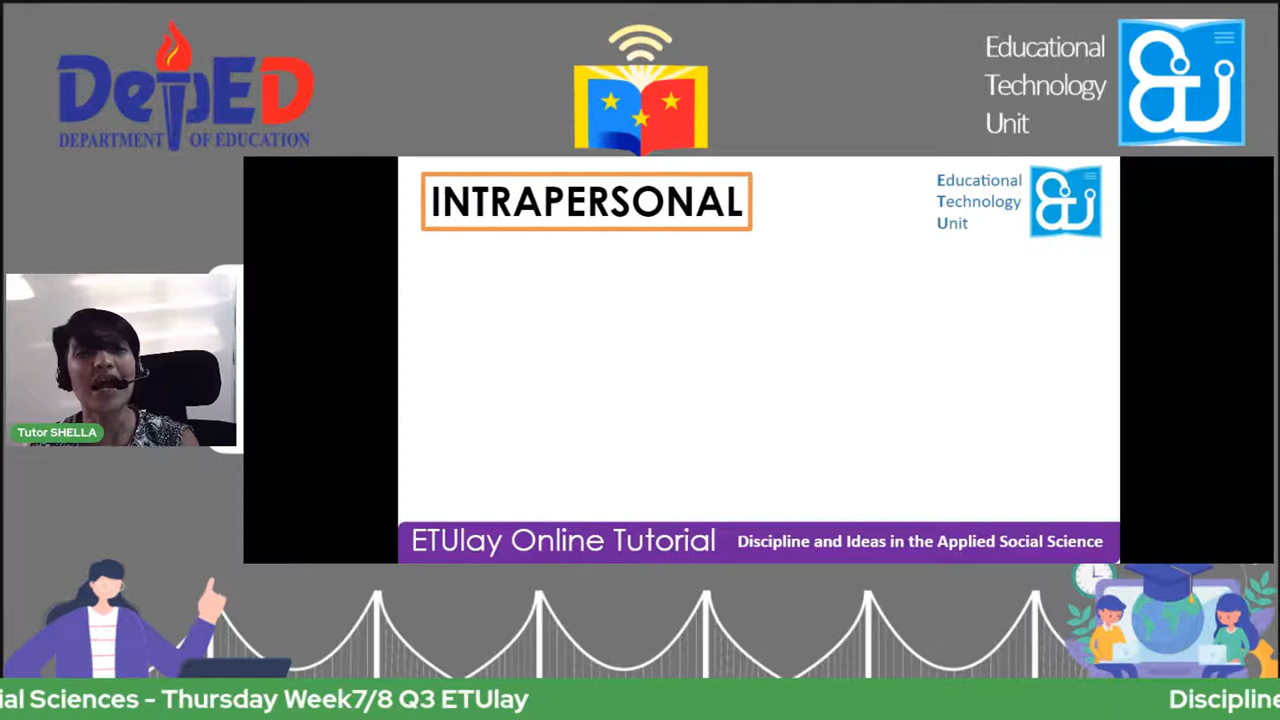 DepED
DEPARTMENT OF EDUCATION
Educational
Technology
Unit
INTRAPERSONAL
Educational
Technology
Unit
Tutor SHELLA
ETUlay Online Tutorial
Discipline and Ideas in the Applied Social Science
ial Sciences - Thursday Week7/8 Q3 ETUlay
Discipline